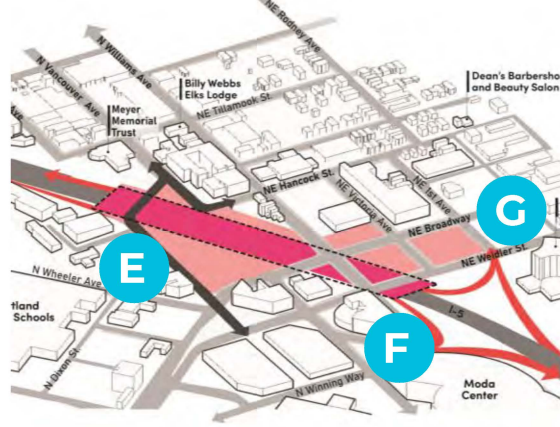 NE Rodney Ave
N Williams Ave
N Vancouver Ave
Ave
Billy Webbs
Elks Lodge
Meyer
Memorial
Trust
NE Tillamook St.
Dean's Barbersho
and Beauty Salon
NE Hancock St.
NE Victoria Ave
NE 1st Ave
NE Broadway
G
NE Weidler St.
E
N Wheeler Ave
tland
Schools
I-5
F
N Dixon St
N Winning Way
Moda
Center